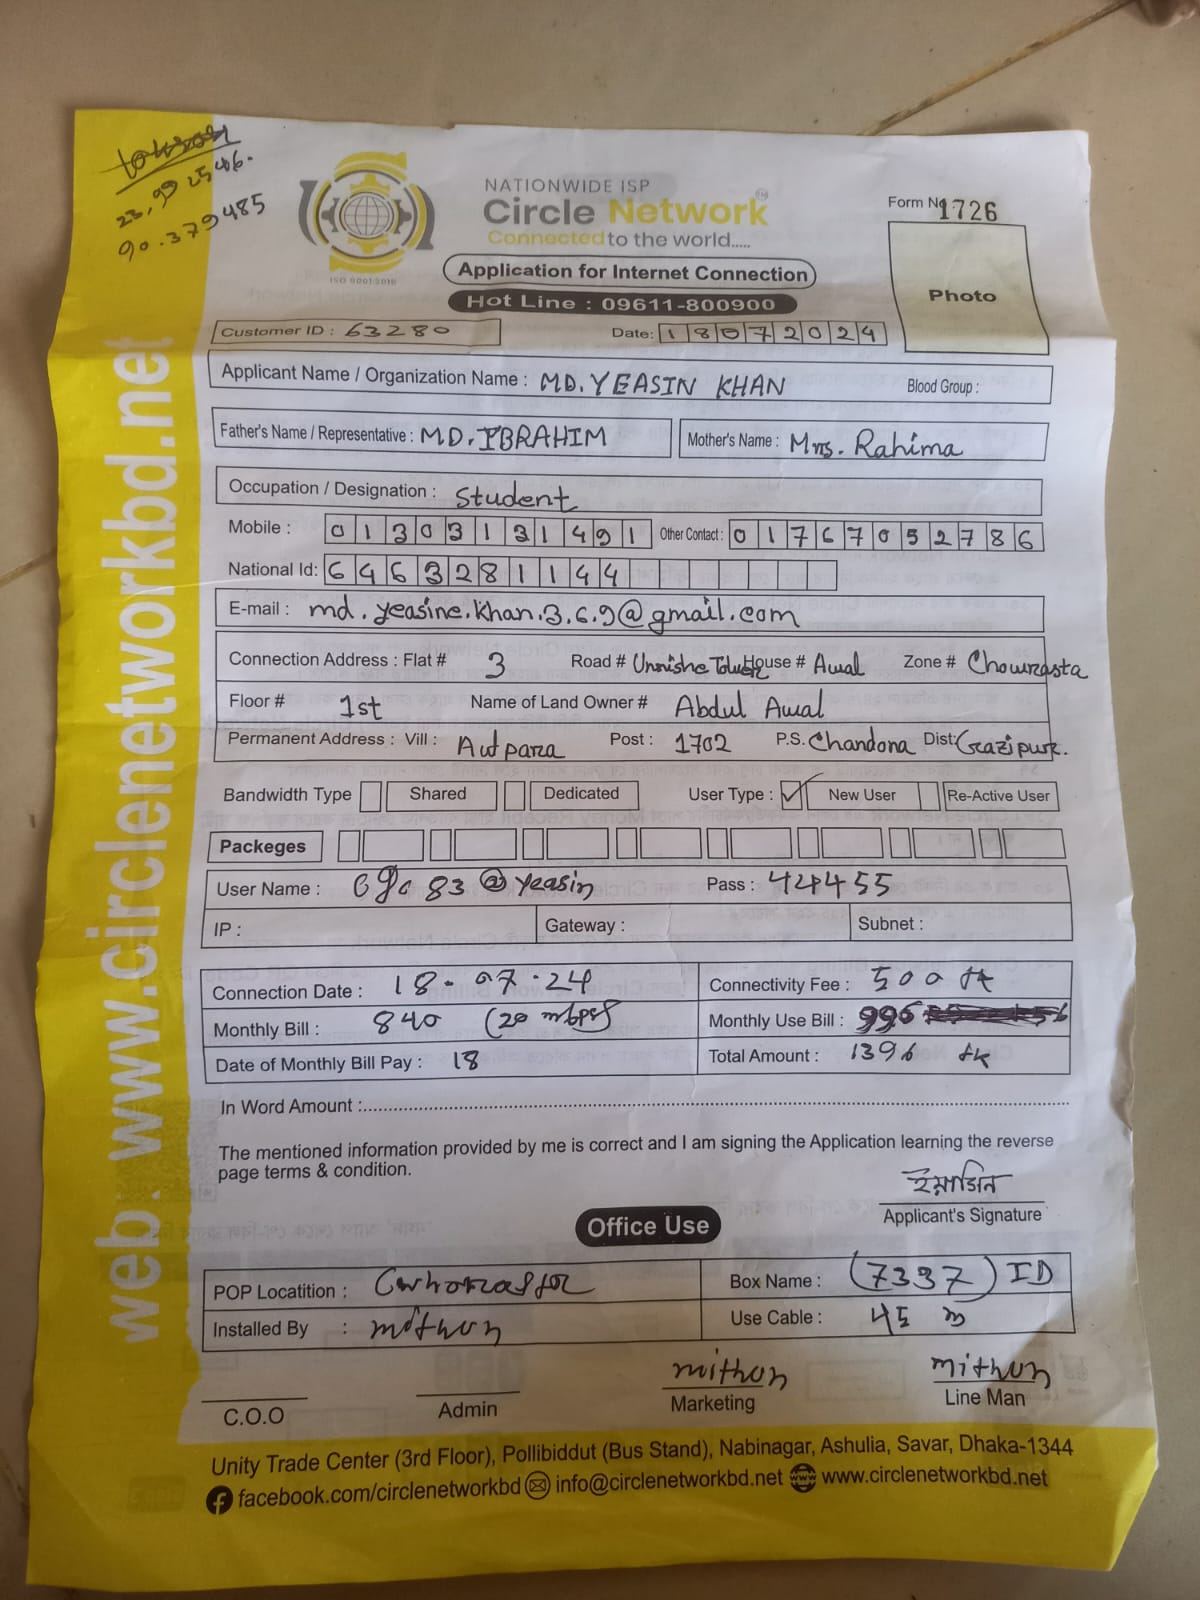 23.99 2546.
90.379485
NATIONWIDE ISP
Circle Network
Connected to the world.....
ISO 9001:2015
Application for Internet Connection
Hot Line : 09611-800900
Form No 1726
Photo
Customer ID : 63280
Date: 18072024
Applicant Name / Organization Name : MD. YEASIN KHAN Blood Group :
Father's Name / Representative : MD. IBRAHIM Mother's Name : Mrs. Rahima
Occupation / Designation : Student
Mobile : 01303131491 Other Contact : 01767052786
National Id: 6463281144
E-mail : md.yeasine.khan.3.6.9@gmail.com
Connection Address : Flat # 3 Road # Unnishe Tower House # Awal Zone # Chowrasta
Floor # 1st Name of Land Owner # Abdul Awal
Permanent Address : Vill : Autpara Post : 1702 P.S. Chandona Dist: Gazipur.
Bandwidth Type Shared Dedicated User Type : New User Re-Active User
Packeges
User Name : @yeasin Pass : 424455
IP : Gateway : Subnet :
Connection Date : 18-07-24 Connectivity Fee : 500 tk
Monthly Bill : 840 (20 mbps) Monthly Use Bill : 996
Date of Monthly Bill Pay : 18 Total Amount : 1396 tk
In Word Amount :
The mentioned information provided by me is correct and I am signing the Application learning the reverse
page terms & condition.
ইয়াসিন
Applicant's Signature
Office Use
POP Locatition : Box Name : (7337) ID
Installed By : mithun Use Cable : 45 m
mithun mithun
C.O.O Admin Marketing Line Man
Unity Trade Center (3rd Floor), Pollibiddut (Bus Stand), Nabinagar, Ashulia, Savar, Dhaka-1344
facebook.com/circlenetworkbd info@circlenetworkbd.net www.circlenetworkbd.net
web: www.circlenetworkbd.net